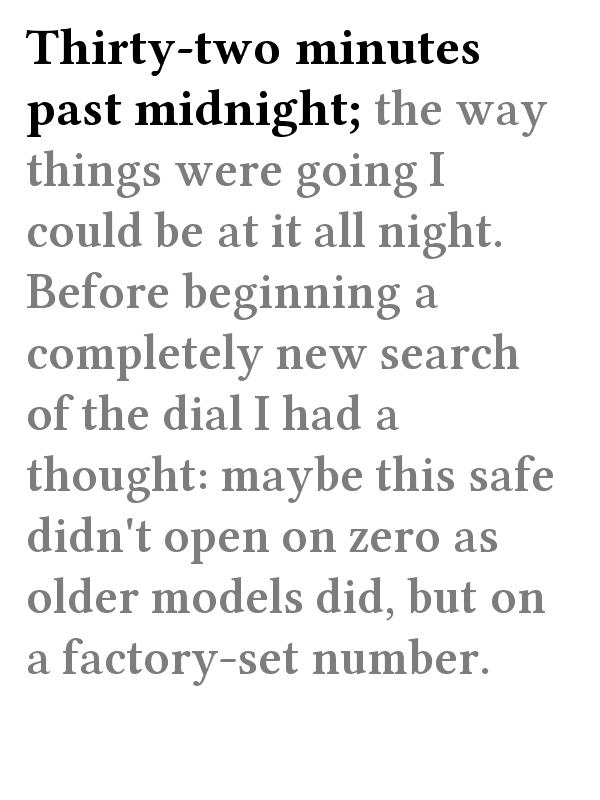 Thirty-two minutes
past midnight; the way
things were going I
could be at it all night.
Before beginning a
completely new search
of the dial I had a
thought: maybe this safe
didn't open on zero as
older models did, but on
a factory-set number.